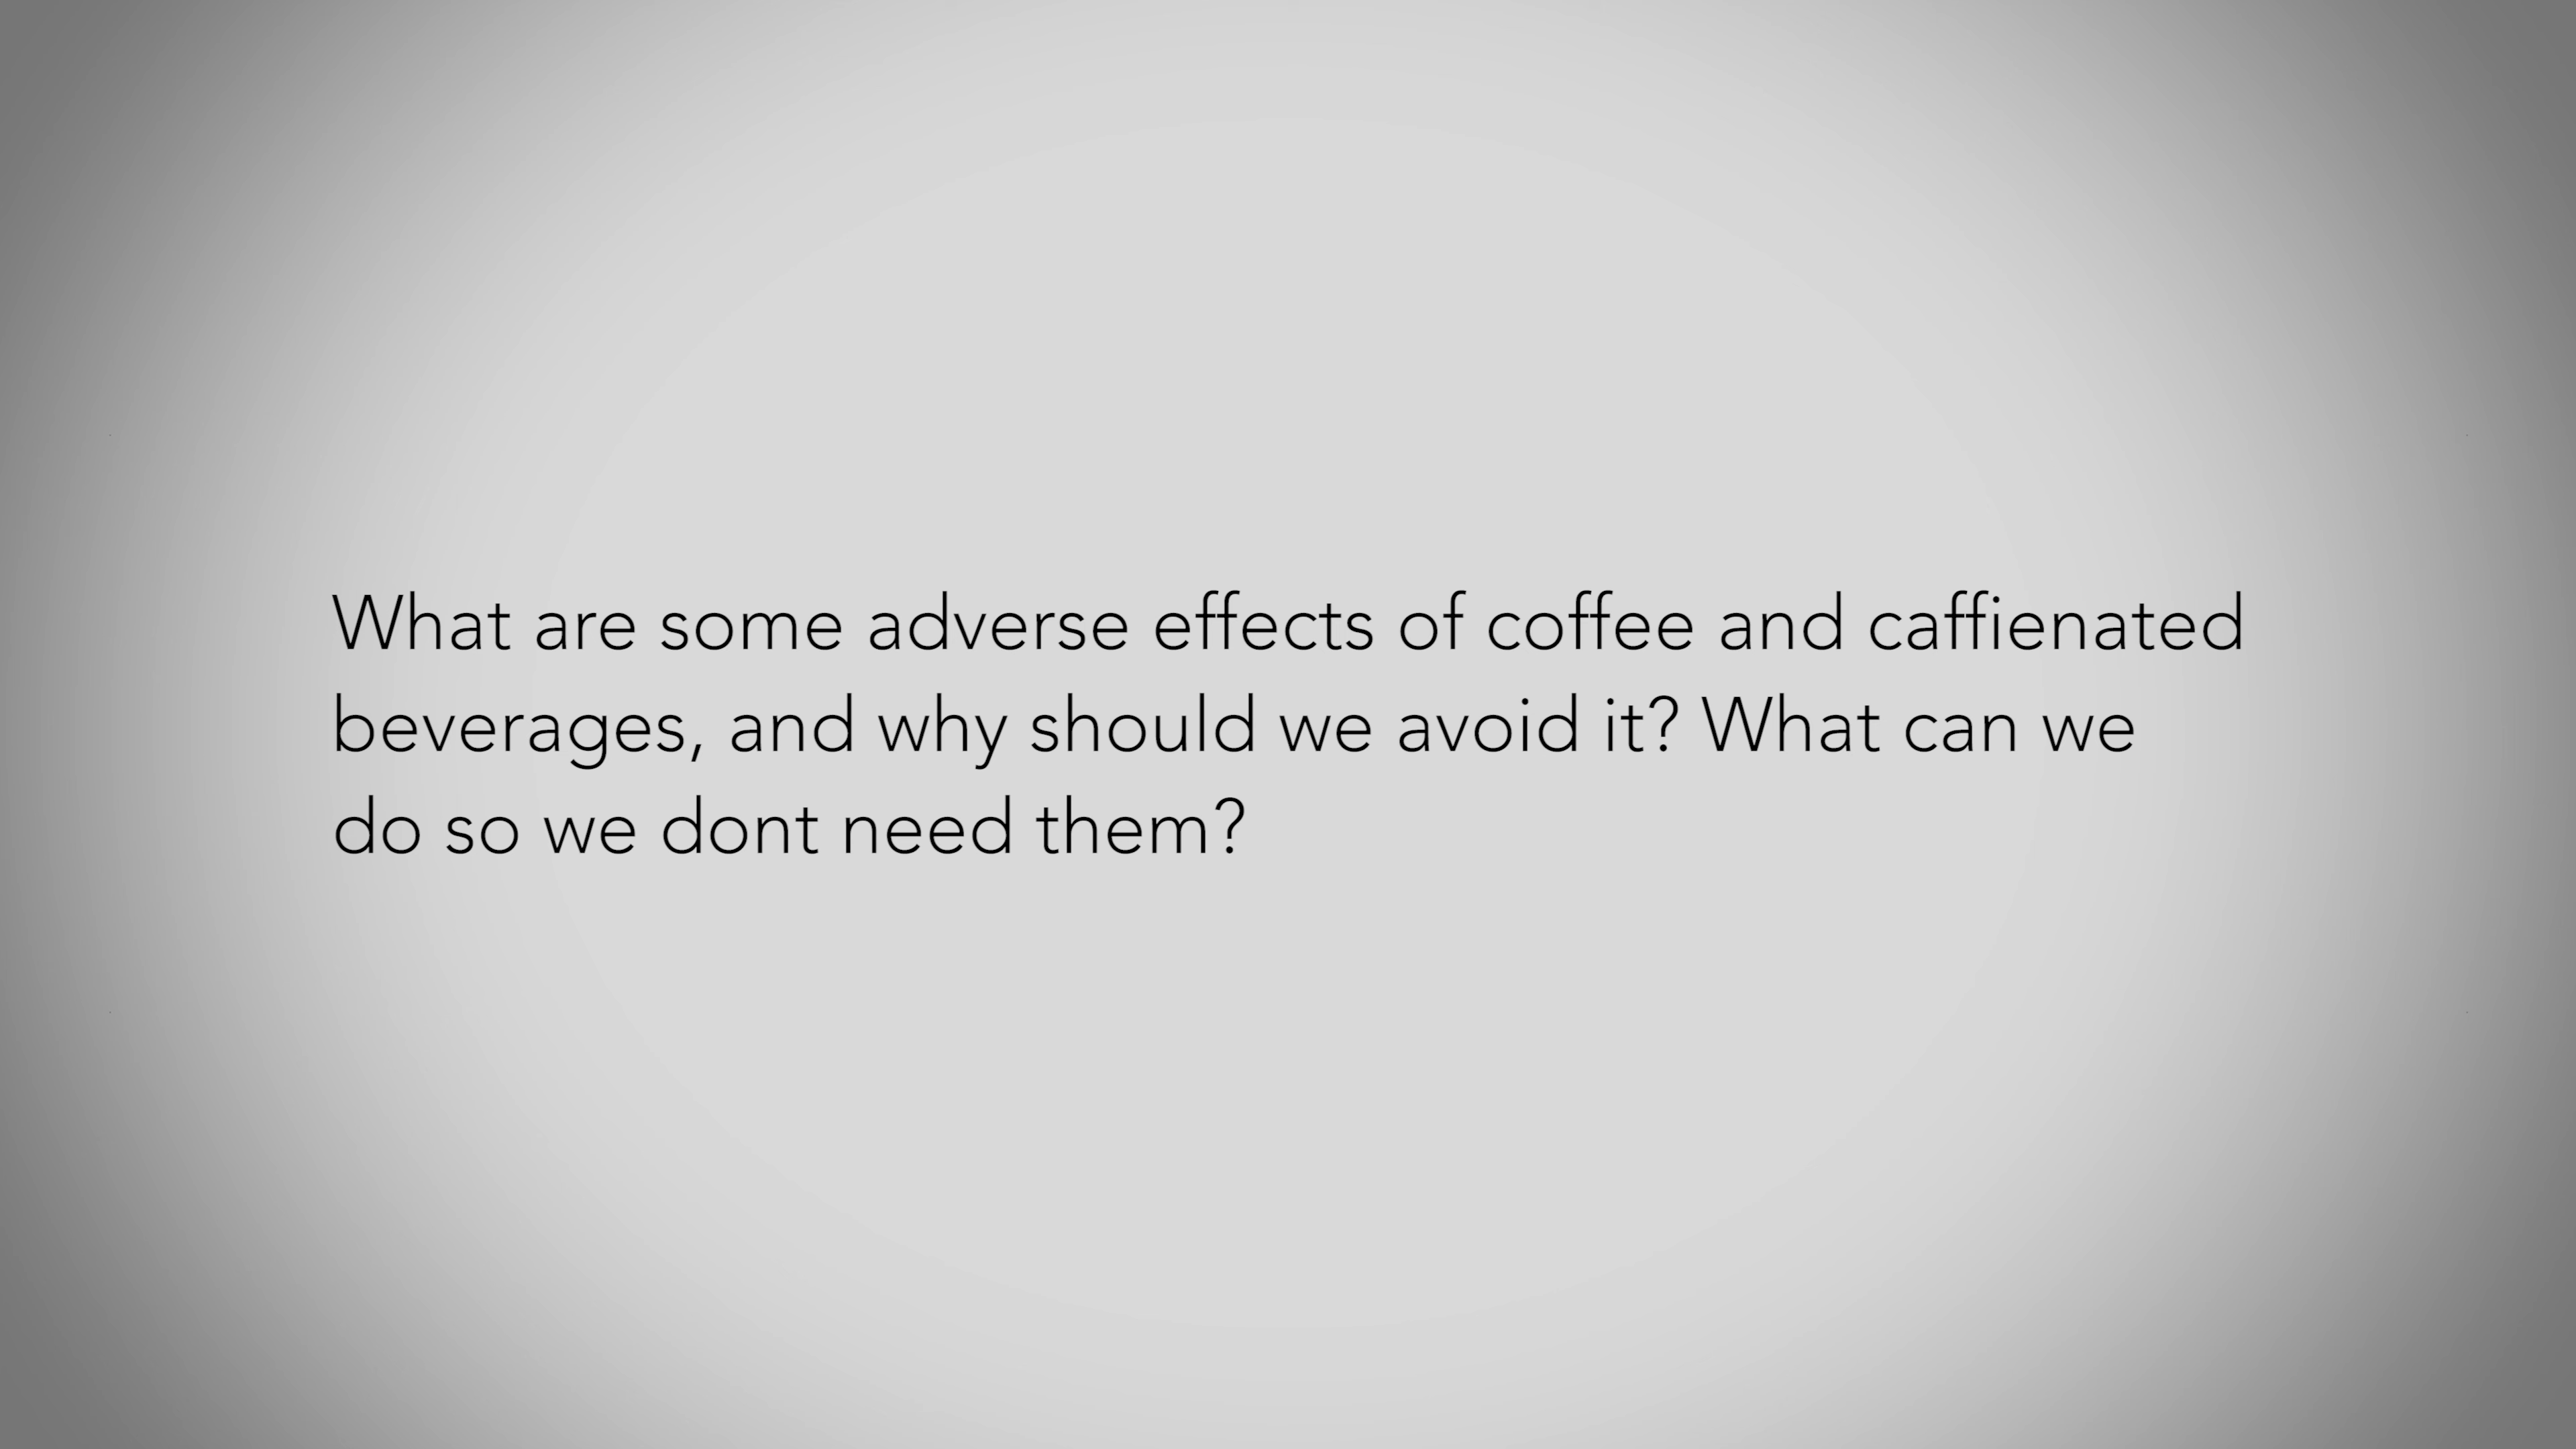 What are some adverse effects of coffee and caffienated
beverages, and why should we avoid it? What can we
do so we dont need them?